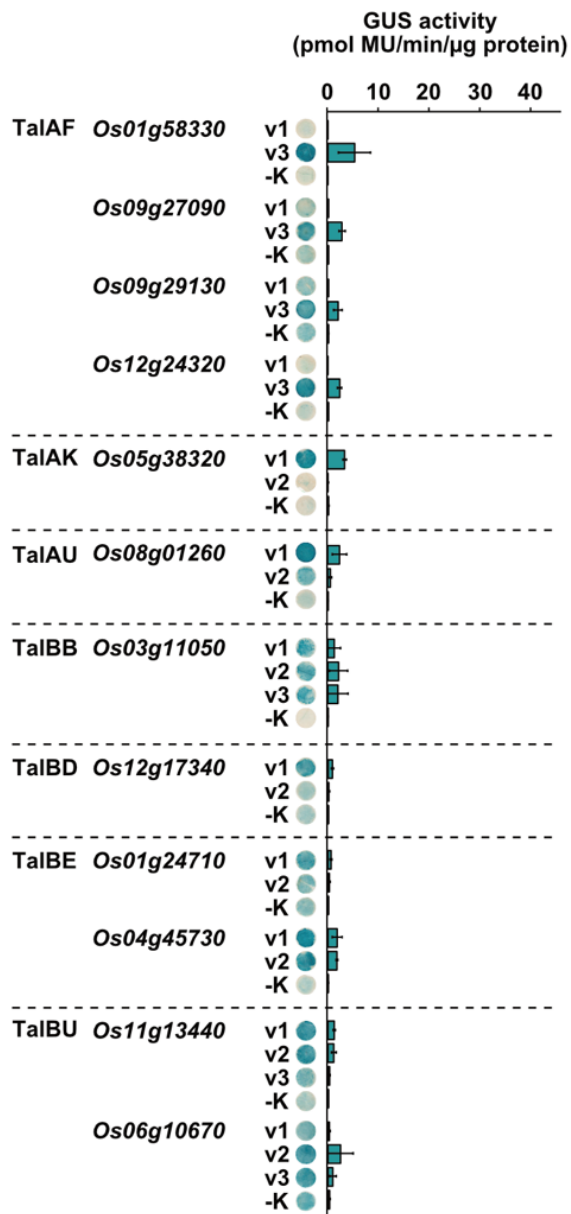 GUS activity
(pmol MU/min/µg protein)
0 10 20 30 40
TalAF Os01g58330 v1
v3
-K
Os09g27090 v1
v3
-K
Os09g29130 v1
v3
-K
Os12g24320 v1
v3
-K
TalAK Os05g38320 v1
v2
-K
TalAU Os08g01260 v1
v2
-K
TalBB Os03g11050 v1
v2
v3
-K
TalBD Os12g17340 v1
v2
-K
TalBE Os01g24710 v1
v2
-K
Os04g45730 v1
v2
-K
TalBU Os11g13440 v1
v2
v3
-K
Os06g10670 v1
v2
v3
-K